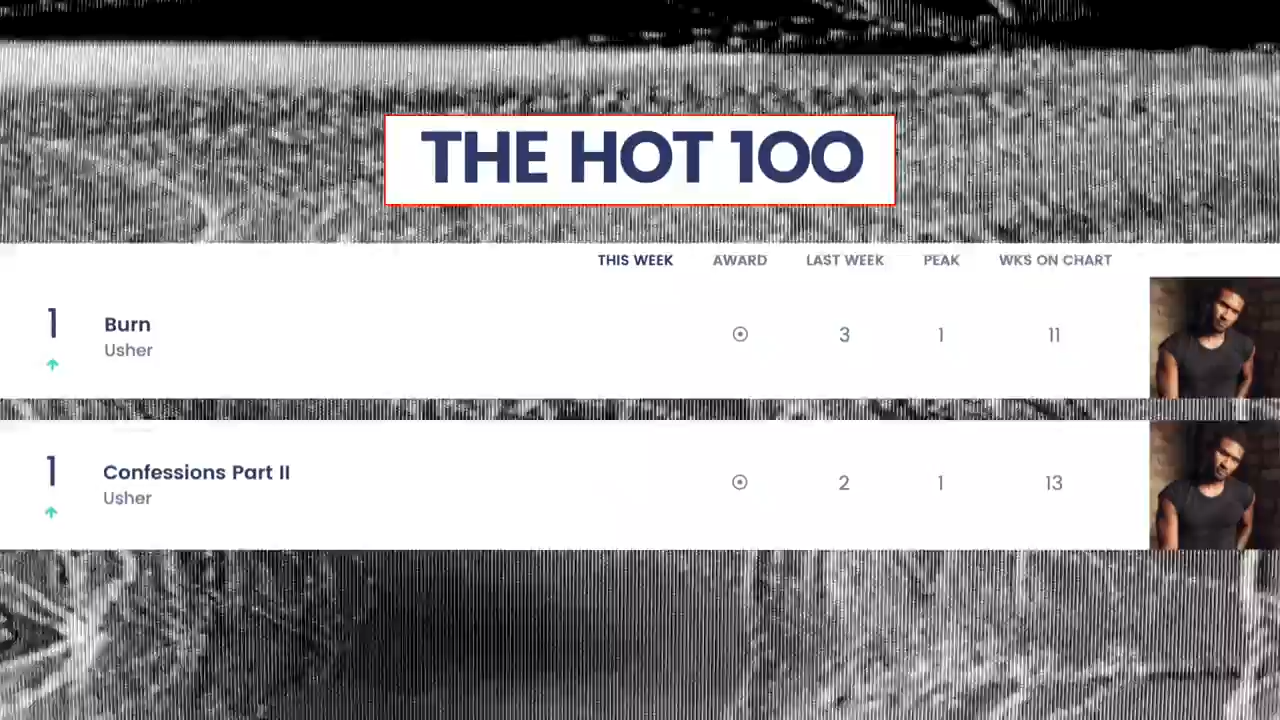 THE HOT 100
THIS WEEK AWARD LAST WEEK PEAK WKS ON CHART
1 Burn 3 1 11
Usher
1 Confessions Part II 2 1 13
Usher